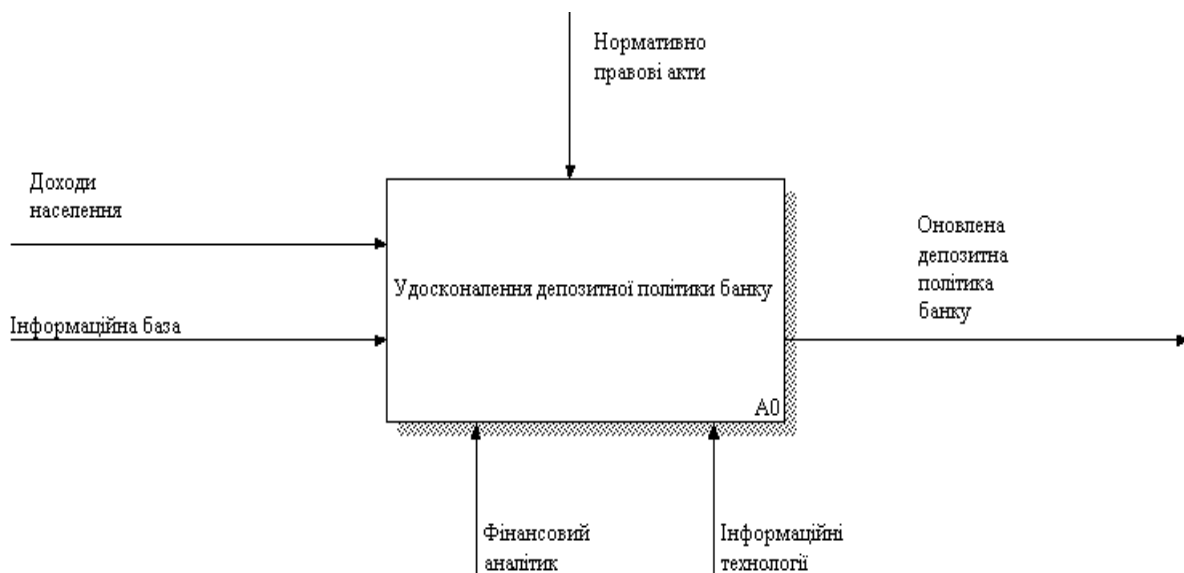 Нормативно
правові акти
Доходи
населення
Оновлена
депозитна
політика
банку
Удосконалення депозитної політики банку
Інформаційна база
A0
Фінансовий
аналітик
Інформаційні
технології